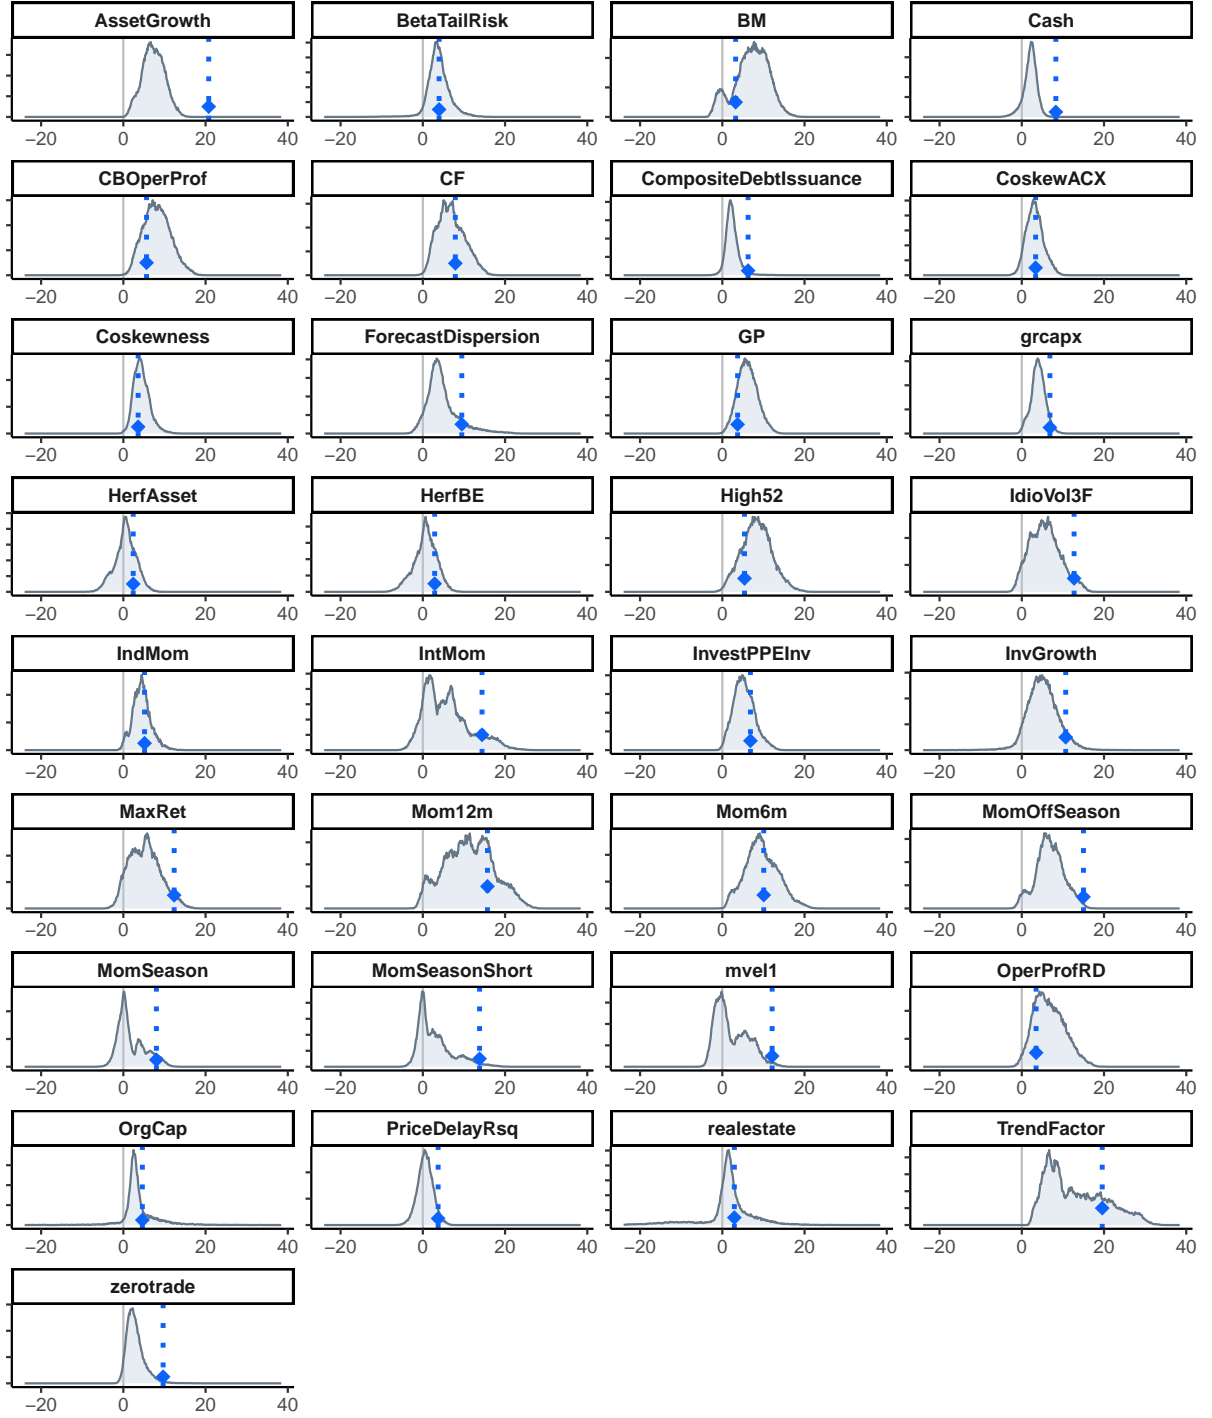 AssetGrowth BetaTailRisk BM Cash
−20 0 20 40 −20 0 20 40 −20 0 20 40 −20 0 20 40
CBOperProf CF CompositeDebtIssuance CoskewACX
−20 0 20 40 −20 0 20 40 −20 0 20 40 −20 0 20 40
Coskewness ForecastDispersion GP grcapx
−20 0 20 40 −20 0 20 40 −20 0 20 40 −20 0 20 40
HerfAsset HerfBE High52 IdioVol3F
−20 0 20 40 −20 0 20 40 −20 0 20 40 −20 0 20 40
IndMom IntMom InvestPPEInv InvGrowth
−20 0 20 40 −20 0 20 40 −20 0 20 40 −20 0 20 40
MaxRet Mom12m Mom6m MomOffSeason
−20 0 20 40 −20 0 20 40 −20 0 20 40 −20 0 20 40
MomSeason MomSeasonShort mvel1 OperProfRD
−20 0 20 40 −20 0 20 40 −20 0 20 40 −20 0 20 40
OrgCap PriceDelayRsq realestate TrendFactor
−20 0 20 40 −20 0 20 40 −20 0 20 40 −20 0 20 40
zerotrade
−20 0 20 40